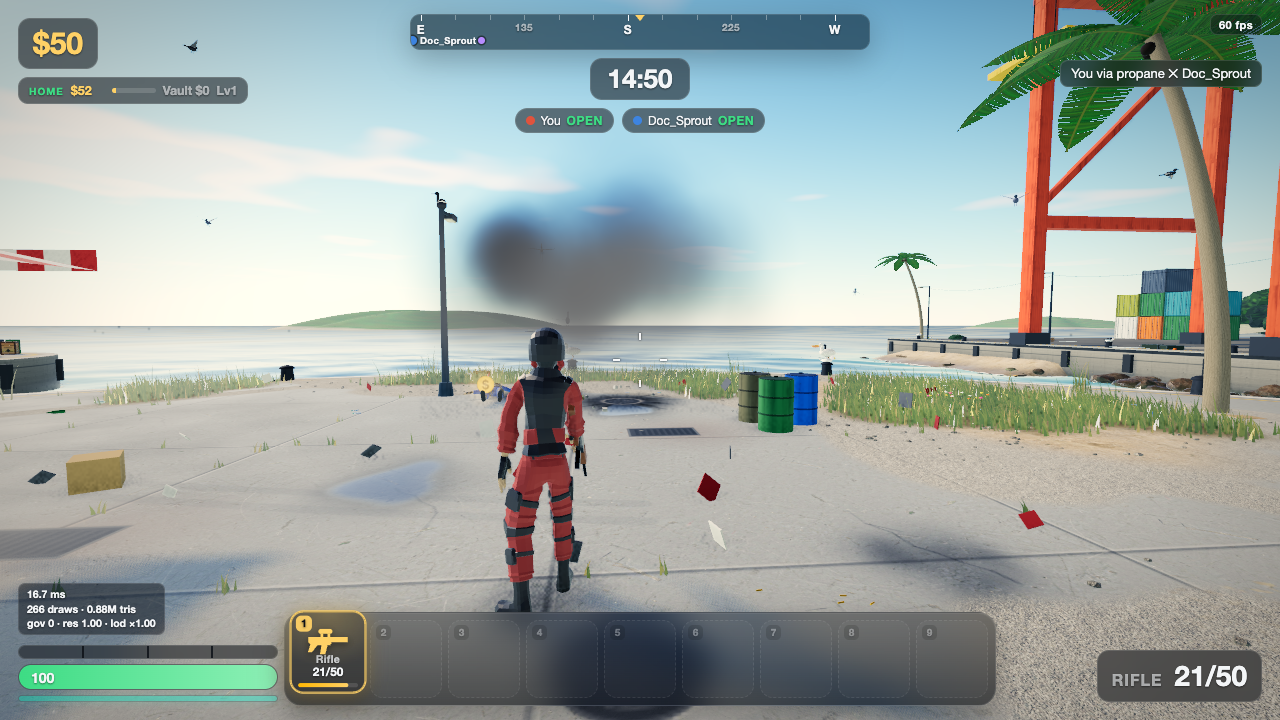 $50
HOME $52 Vault $0 Lv1
E 135 S 225 W
Doc_Sprout
14:50
You OPEN Doc_Sprout OPEN
60 fps
You via propane ✕ Doc_Sprout
$
16.7 ms
266 draws · 0.88M tris
gov 0 · res 1.00 · lod ×1.00
100
1 2 3 4 5 6 7 8 9
Rifle
21/50
RIFLE 21/50